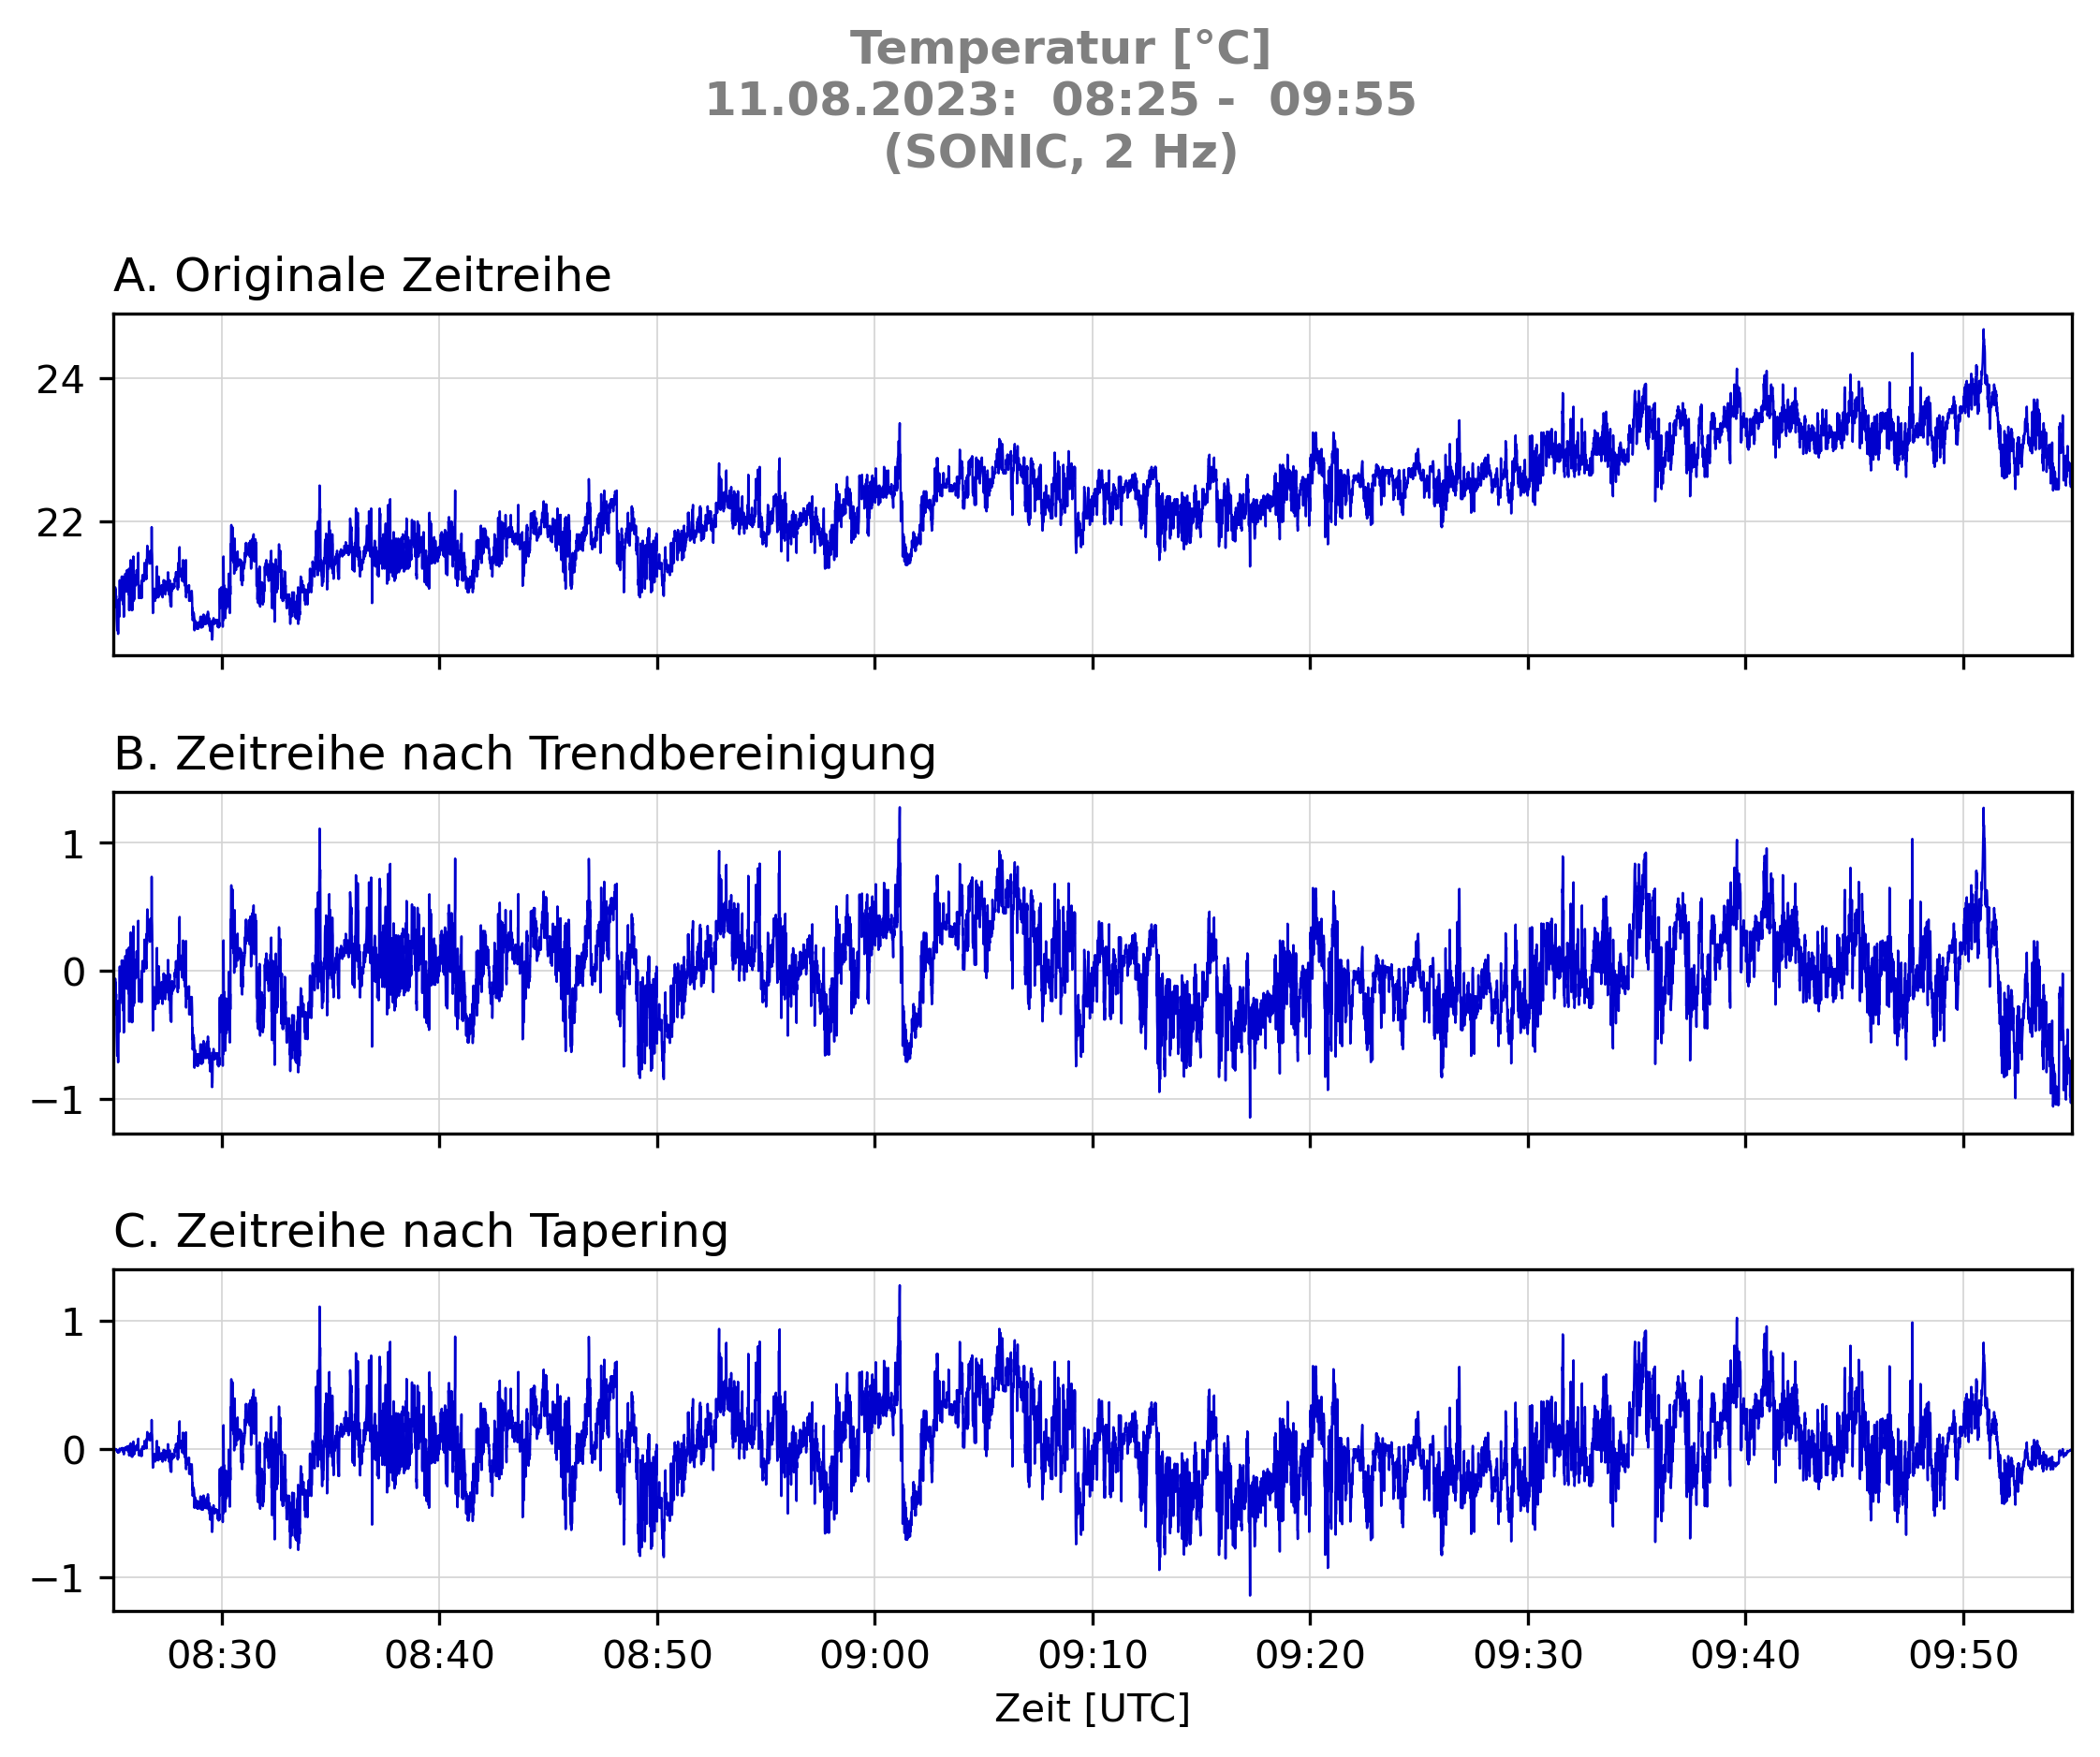 Temperatur [°C]
11.08.2023:  08:25 -  09:55
(SONIC, 2 Hz)
A. Originale Zeitreihe
24
22
B. Zeitreihe nach Trendbereinigung
1
0
−1
C. Zeitreihe nach Tapering
1
0
−1
08:30 08:40 08:50 09:00 09:10 09:20 09:30 09:40 09:50
Zeit [UTC]